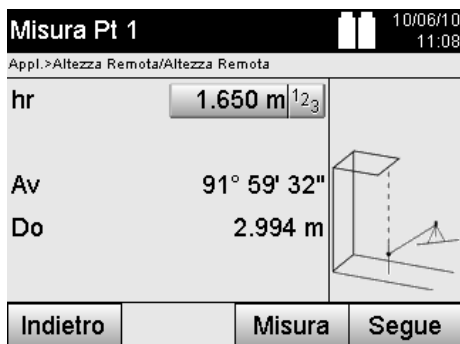 Misura Pt 1
10/06/10
11:08
Appl.>Altezza Remota/Altezza Remota
hr 1.650 m 123
Av 91° 59' 32"
Do 2.994 m
Indietro Misura Segue